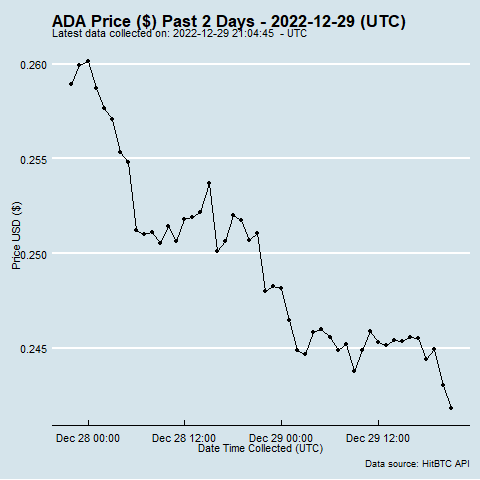 ADA Price ($) Past 2 Days - 2022-12-29 (UTC)
Latest data collected on: 2022-12-29 21:04:45 - UTC
0.260
0.255
0.250
0.245
Price USD ($)
Dec 28 00:00 Dec 28 12:00 Dec 29 00:00 Dec 29 12:00
Date Time Collected (UTC)
Data source: HitBTC API